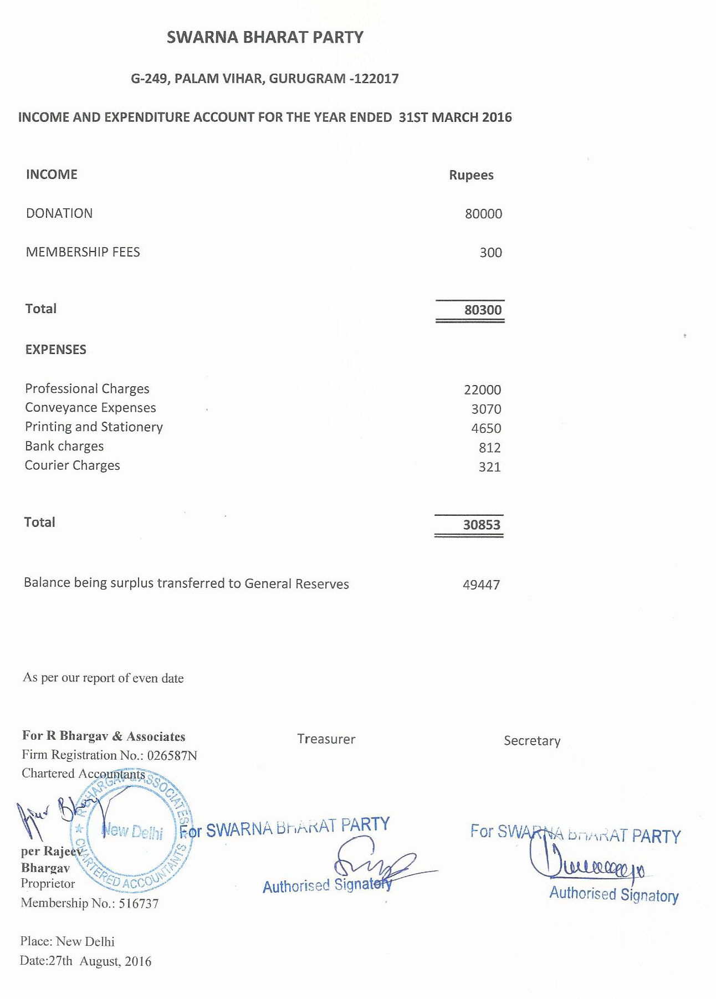 SWARNA BHARAT PARTY
G-249, PALAM VIHAR, GURUGRAM -122017
INCOME AND EXPENDITURE ACCOUNT FOR THE YEAR ENDED 31ST MARCH 2016
INCOME Rupees
DONATION 80000
MEMBERSHIP FEES 300
Total 80300
EXPENSES
Professional Charges 22000
Conveyance Expenses 3070
Printing and Stationery 4650
Bank charges 812
Courier Charges 321
Total 30853
Balance being surplus transferred to General Reserves 49447
As per our report of even date
For R Bhargav & Associates
Firm Registration No.: 026587N
Chartered Accountants
Treasurer
Secretary
R BHARGAV & ASSOCIATES
New Delhi
CHARTERED ACCOUNTANTS
per Rajeev
Bhargav
Proprietor
Membership No.: 516737
For SWARNA BHARAT PARTY
Authorised Signatory
For SWARNA BHARAT PARTY
Authorised Signatory
Place: New Delhi
Date:27th August, 2016